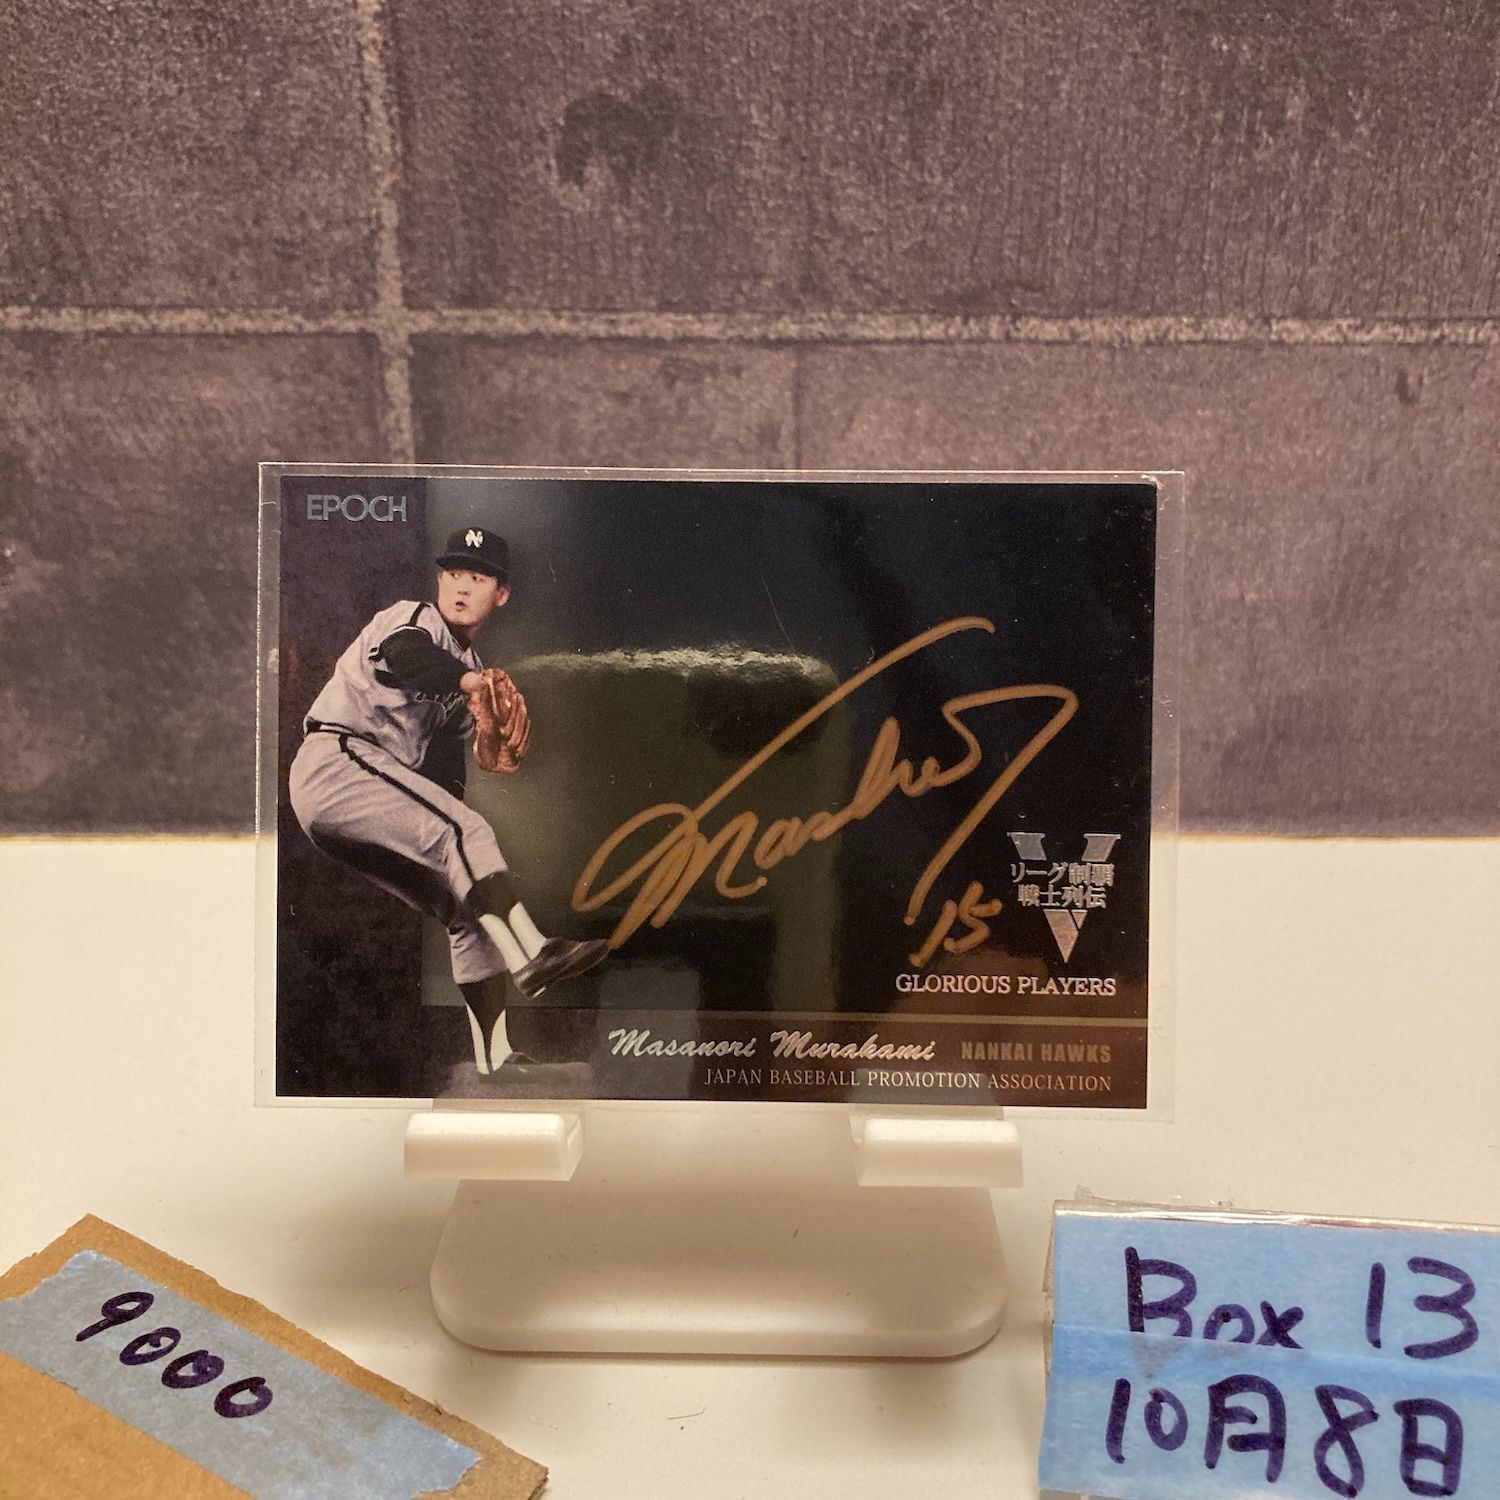 EPOCH
N
Masanori
15
リーグ制覇
戦士列伝
GLORIOUS PLAYERS
Masanori Murakami NANKAI HAWKS
JAPAN BASEBALL PROMOTION ASSOCIATION
9000
Box 13
10月8日